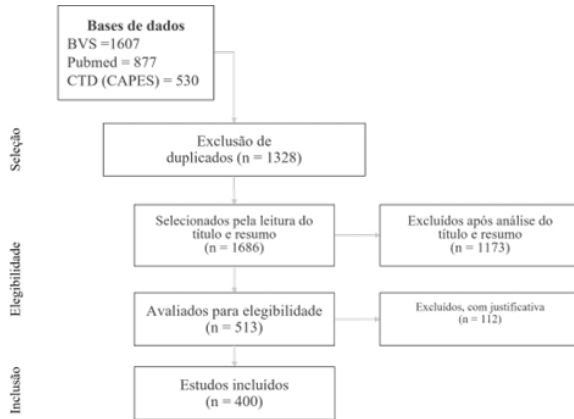 Bases de dados
BVS =1607
Pubmed = 877
CTD (CAPES) = 530
Seleção
Exclusão de
duplicados (n = 1328)
Elegibilidade
Selecionados pela leitura do
título e resumo
(n = 1686)
Excluídos após análise do
título e resumo
(n = 1173)
Avaliados para elegibilidade
(n = 513)
Excluídos, com justificativa
(n = 112)
Inclusão
Estudos incluídos
(n = 400)